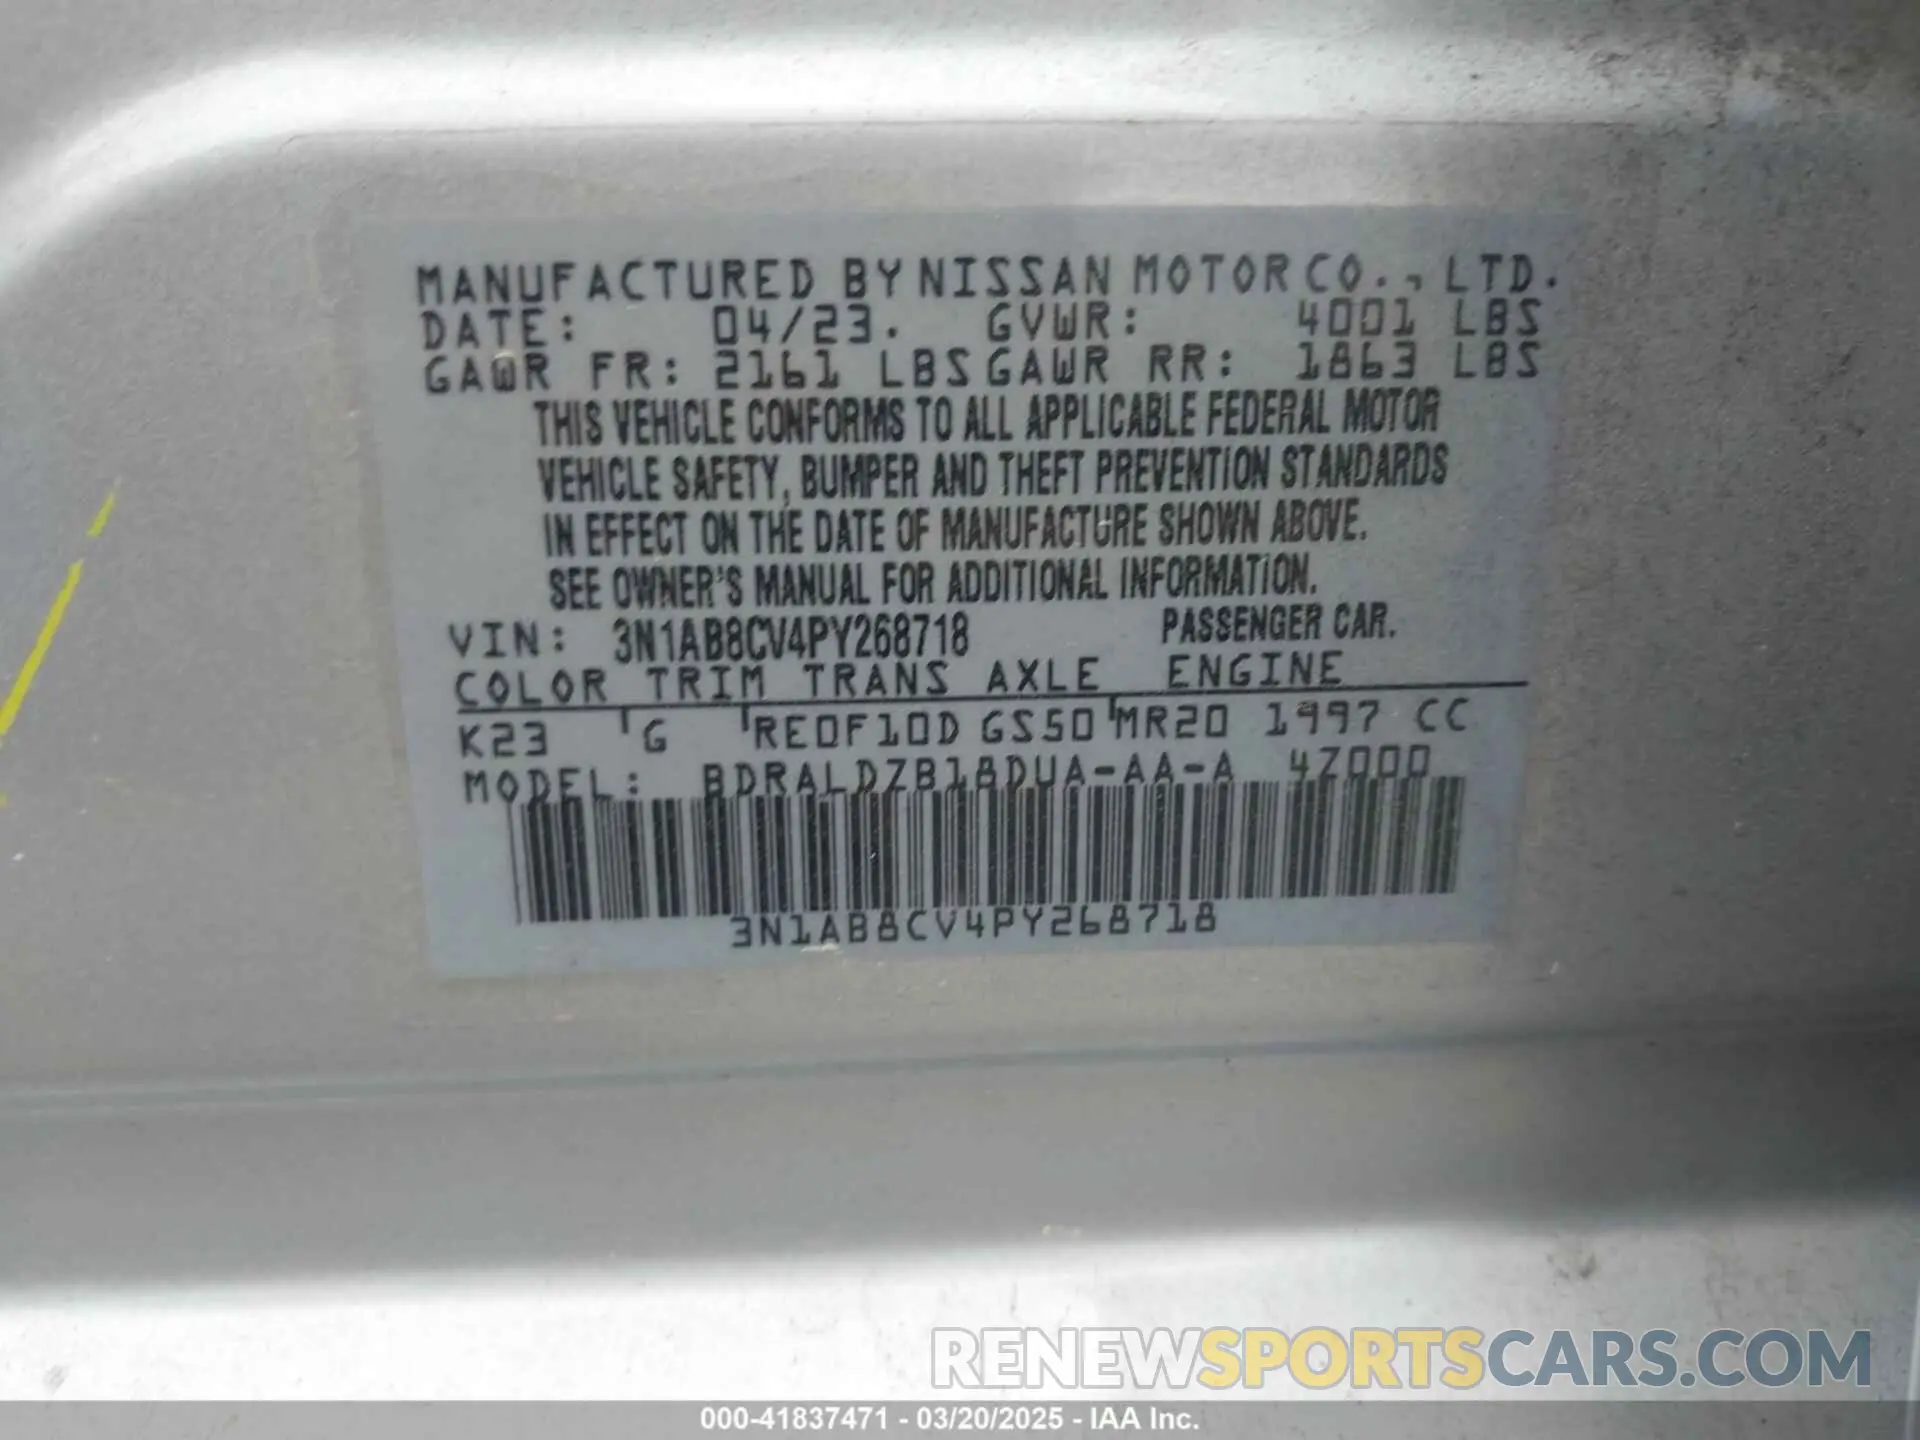 MANUFACTURED BY NISSAN MOTOR CO., LTD.
DATE: 04/23. GVWR: 4001 LBS
GAWR FR: 2161 LBS GAWR RR: 1863 LBS
THIS VEHICLE CONFORMS TO ALL APPLICABLE FEDERAL MOTOR
VEHICLE SAFETY, BUMPER AND THEFT PREVENTION STANDARDS
IN EFFECT ON THE DATE OF MANUFACTURE SHOWN ABOVE.
SEE OWNER'S MANUAL FOR ADDITIONAL INFORMATION.
VIN: 3N1AB8CV4PY268718 PASSENGER CAR.
COLOR TRIM TRANS AXLE ENGINE
K23 G RE0F10D GS50 MR20 1997 CC
MODEL: BDRALDZB18DUA-AA-A 4Z000
3N1AB8CV4PY268718
RENEWSPORTSCARS.COM
000-41837471 - 03/20/2025 - IAA Inc.